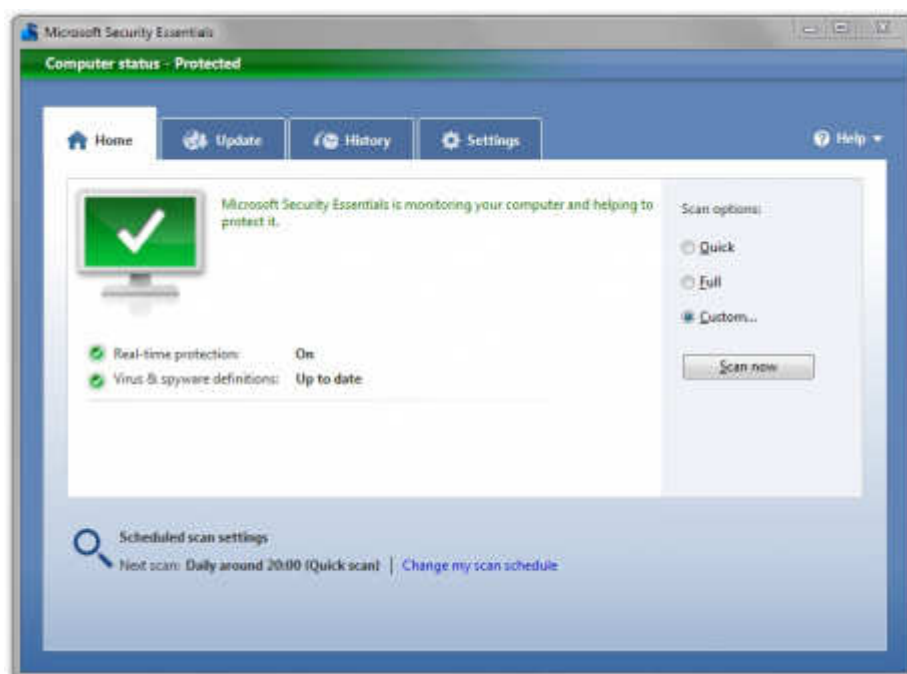 Microsoft Security Essentials
Computer status - Protected
Home
Update
History
Settings
Help
Microsoft Security Essentials is monitoring your computer and helping to
protect it.
Scan options:
Quick
Full
Custom...
Scan now
Real-time protection: On
Virus & spyware definitions: Up to date
Scheduled scan settings
Next scan: Daily around 20:00 (Quick scan) | Change my scan schedule